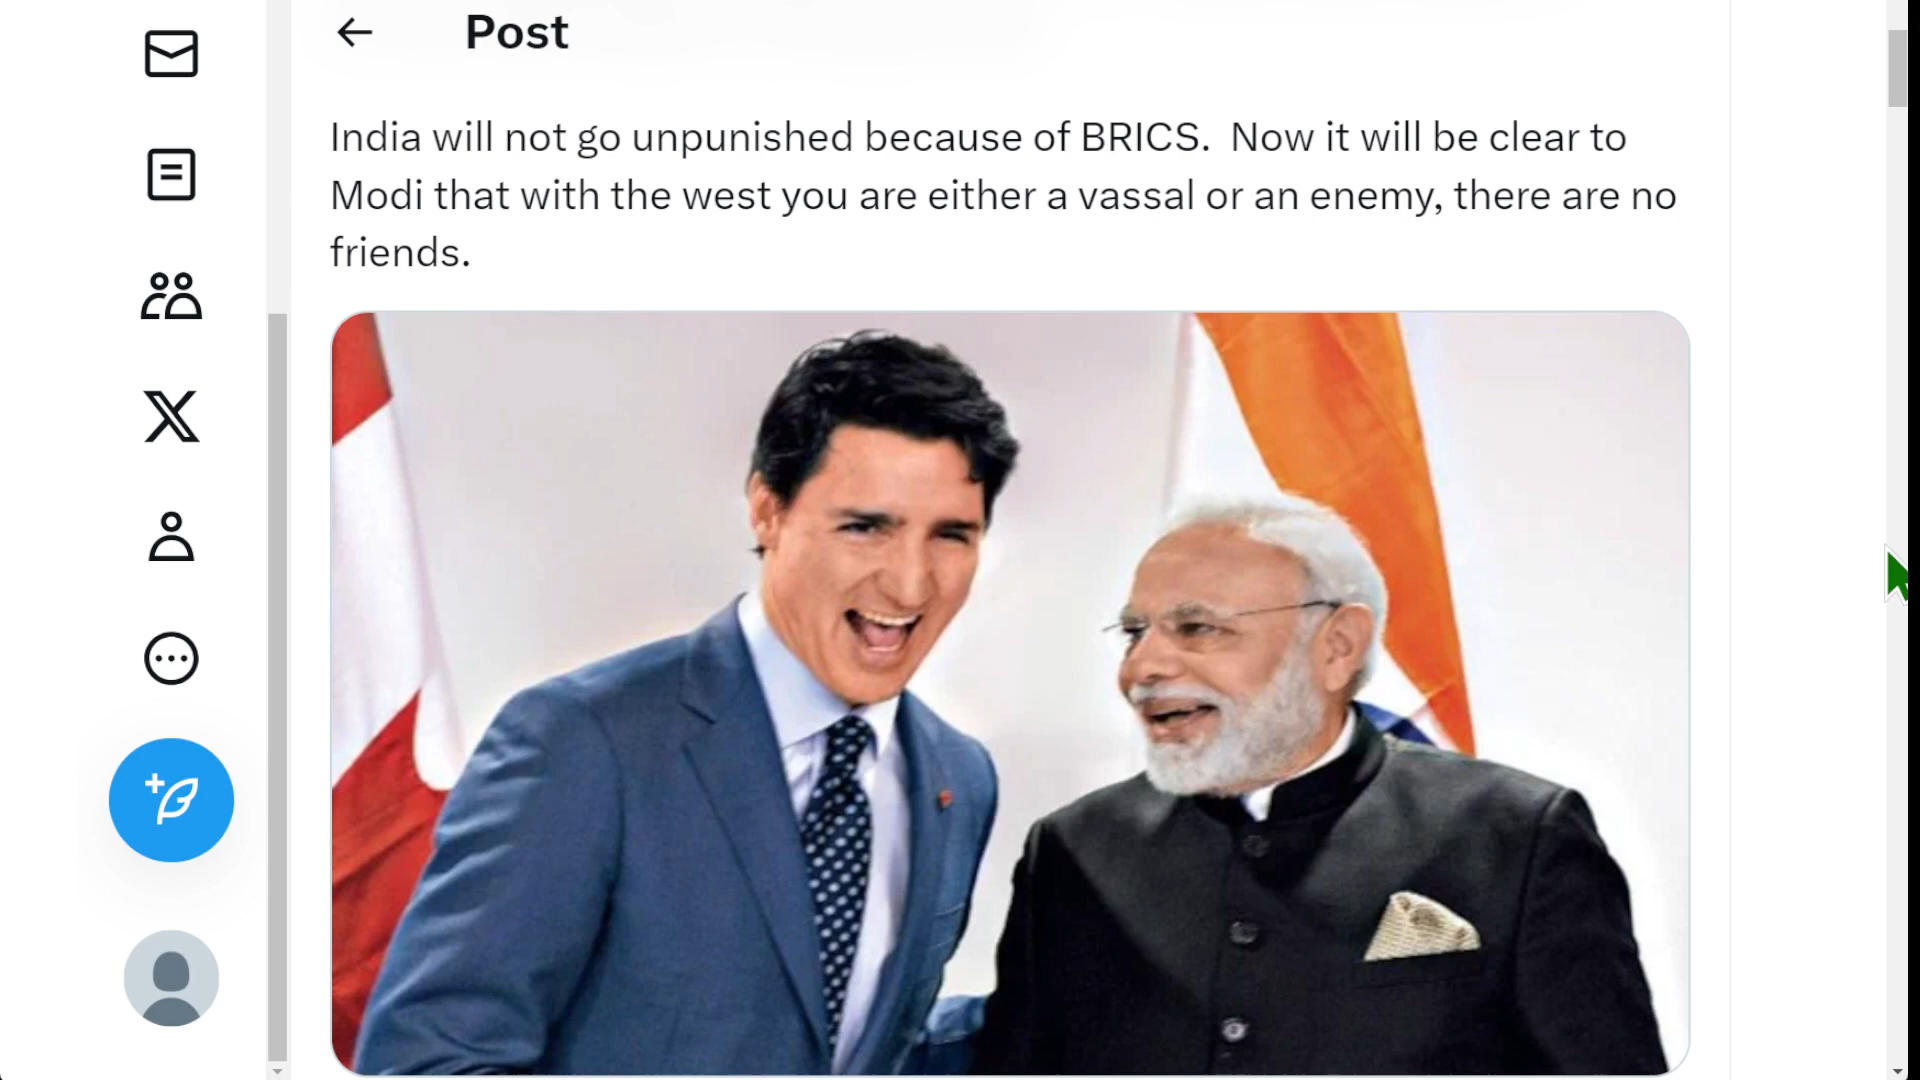 Post
India will not go unpunished because of BRICS.  Now it will be clear to
Modi that with the west you are either a vassal or an enemy, there are no
friends.